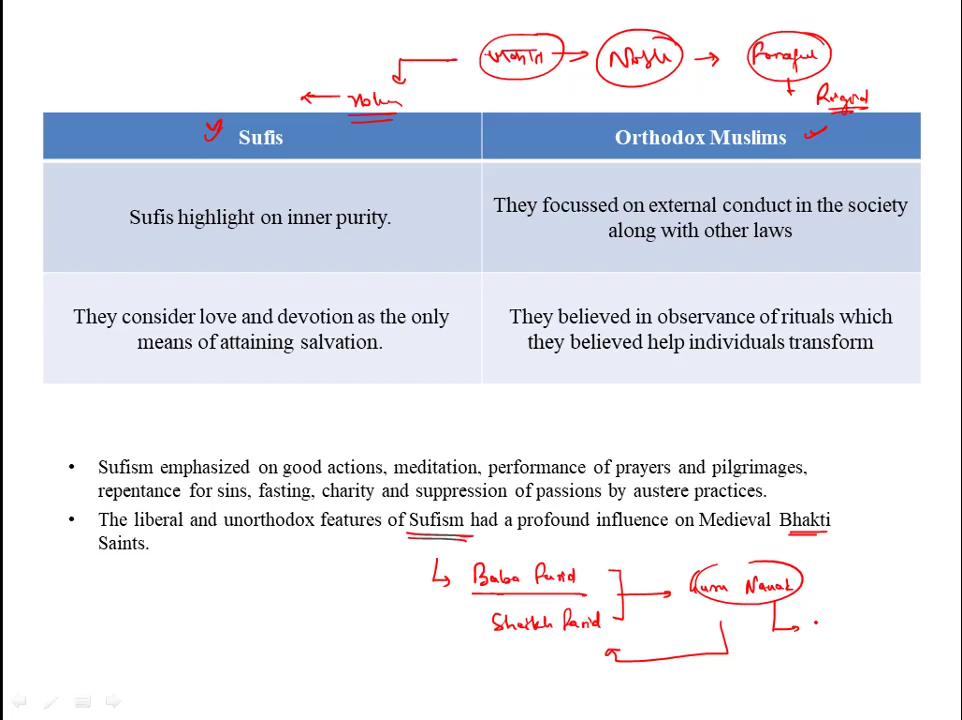 Sufis
Orthodox Muslims
Sufis highlight on inner purity.
They focussed on external conduct in the society
along with other laws
They consider love and devotion as the only
means of attaining salvation.
They believed in observance of rituals which
they believed help individuals transform
• Sufism emphasized on good actions, meditation, performance of prayers and pilgrimages,
repentance for sins, fasting, charity and suppression of passions by austere practices.
• The liberal and unorthodox features of Sufism had a profound influence on Medieval Bhakti
Saints.
Baba Farid
Sheikh Farid
Guru Nanak